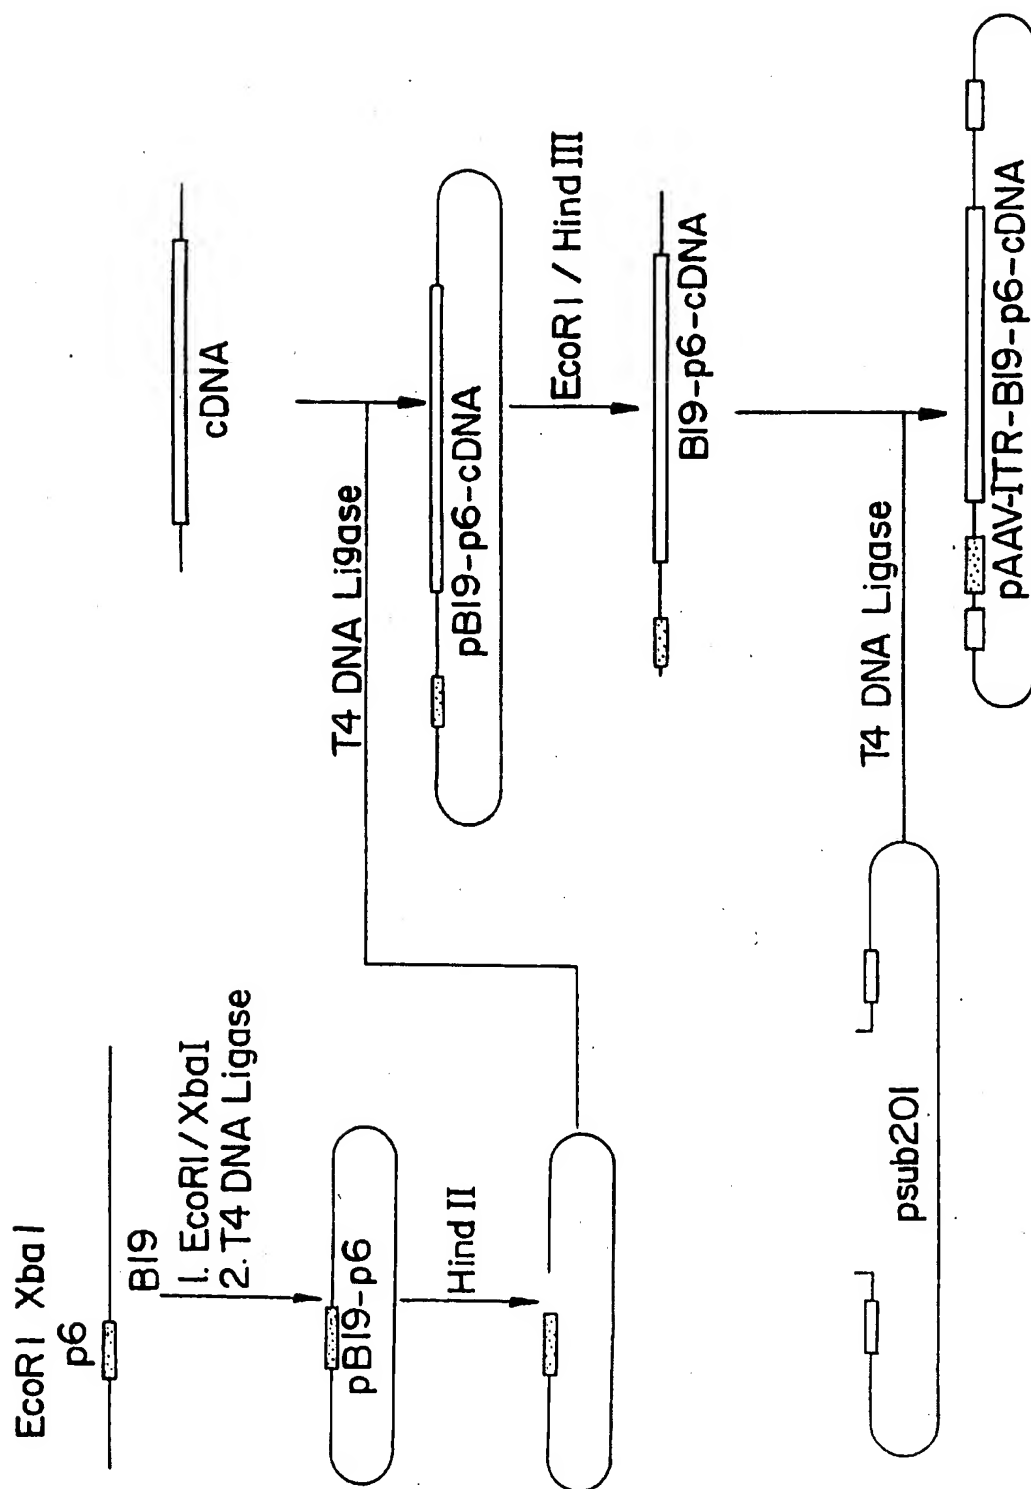 EcoRI XbaI
p6
B19
1. EcoRI/XbaI
2. T4 DNA Ligase
pB19-p6
Hind II
cDNA
T4 DNA Ligase
pB19-p6-cDNA
EcoRI / Hind III
B19-p6-cDNA
psub201
T4 DNA Ligase
pAAV-ITR-B19-p6-cDNA